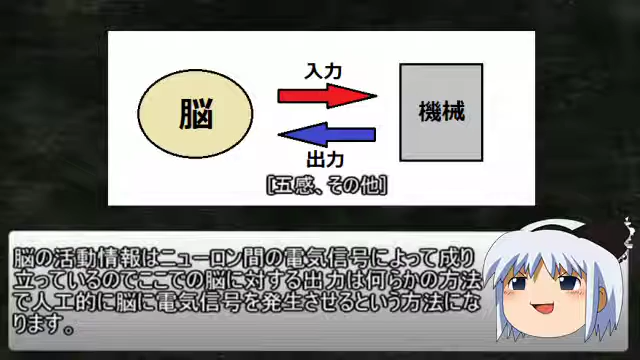 入力
脳
機械
出力
[五感、その他]
脳の活動情報はニューロン間の電気信号によって成り
立っているのでここでの脳に対する出力は何らかの方法
で人工的に脳に電気信号を発生させるという方法にな
ります。